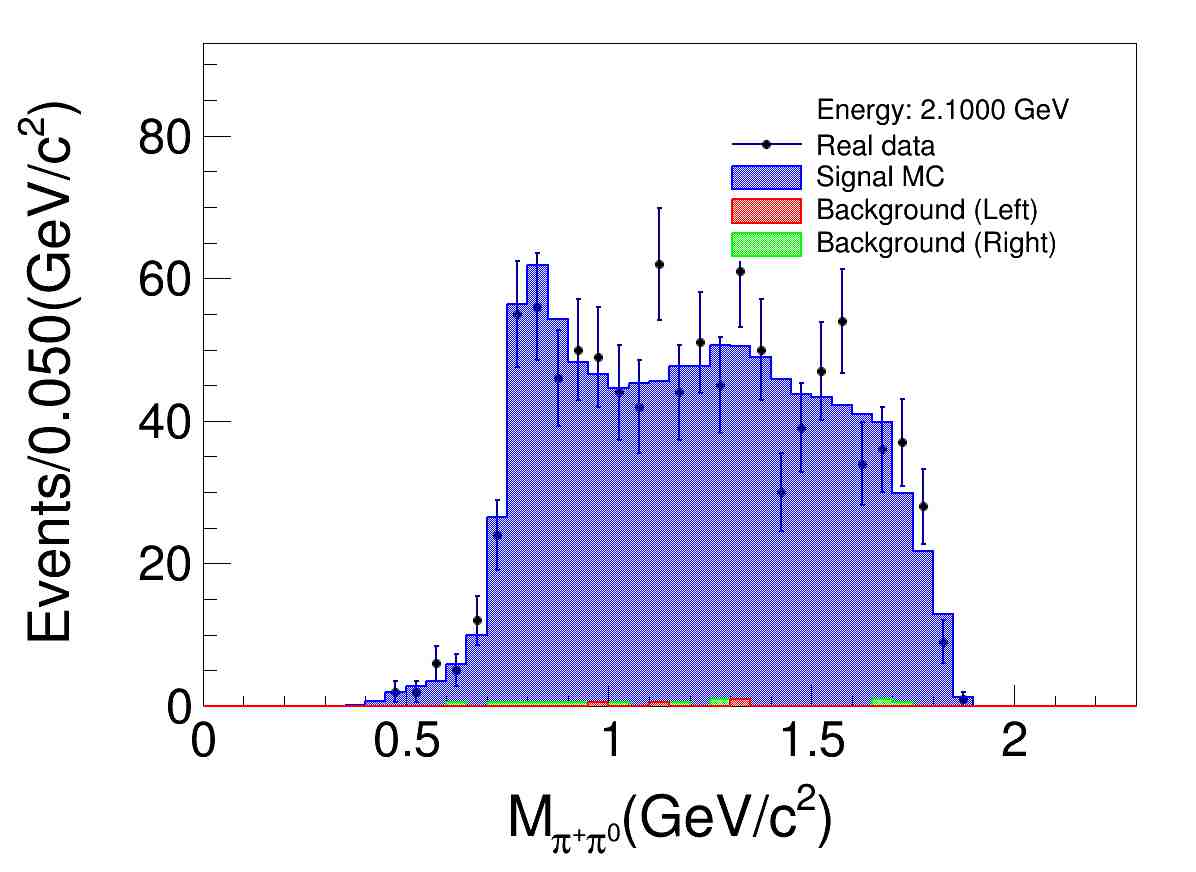 Events/0.050(GeV/c²)
80
60
40
20
0
Energy: 2.1000 GeV
Real data
Signal MC
Background (Left)
Background (Right)
0 0.5 1 1.5 2
M_π⁺π⁰(GeV/c²)